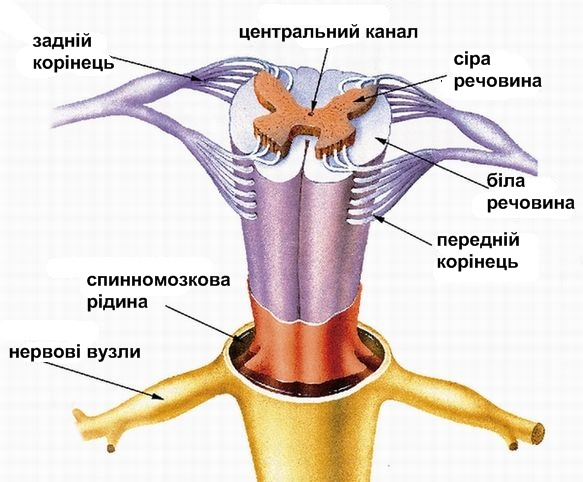 задній
корінець
центральний канал
сіра
речовина
біла
речовина
передній
корінець
спинномозкова
рідина
нервові вузли